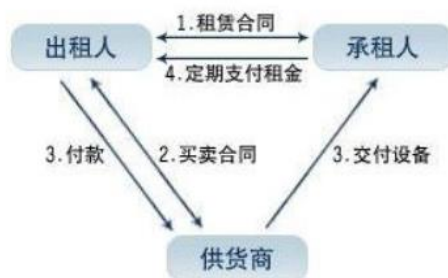 1.租赁合同
出租人
承租人
4.定期支付租金
3.付款
2.买卖合同
3.交付设备
供货商